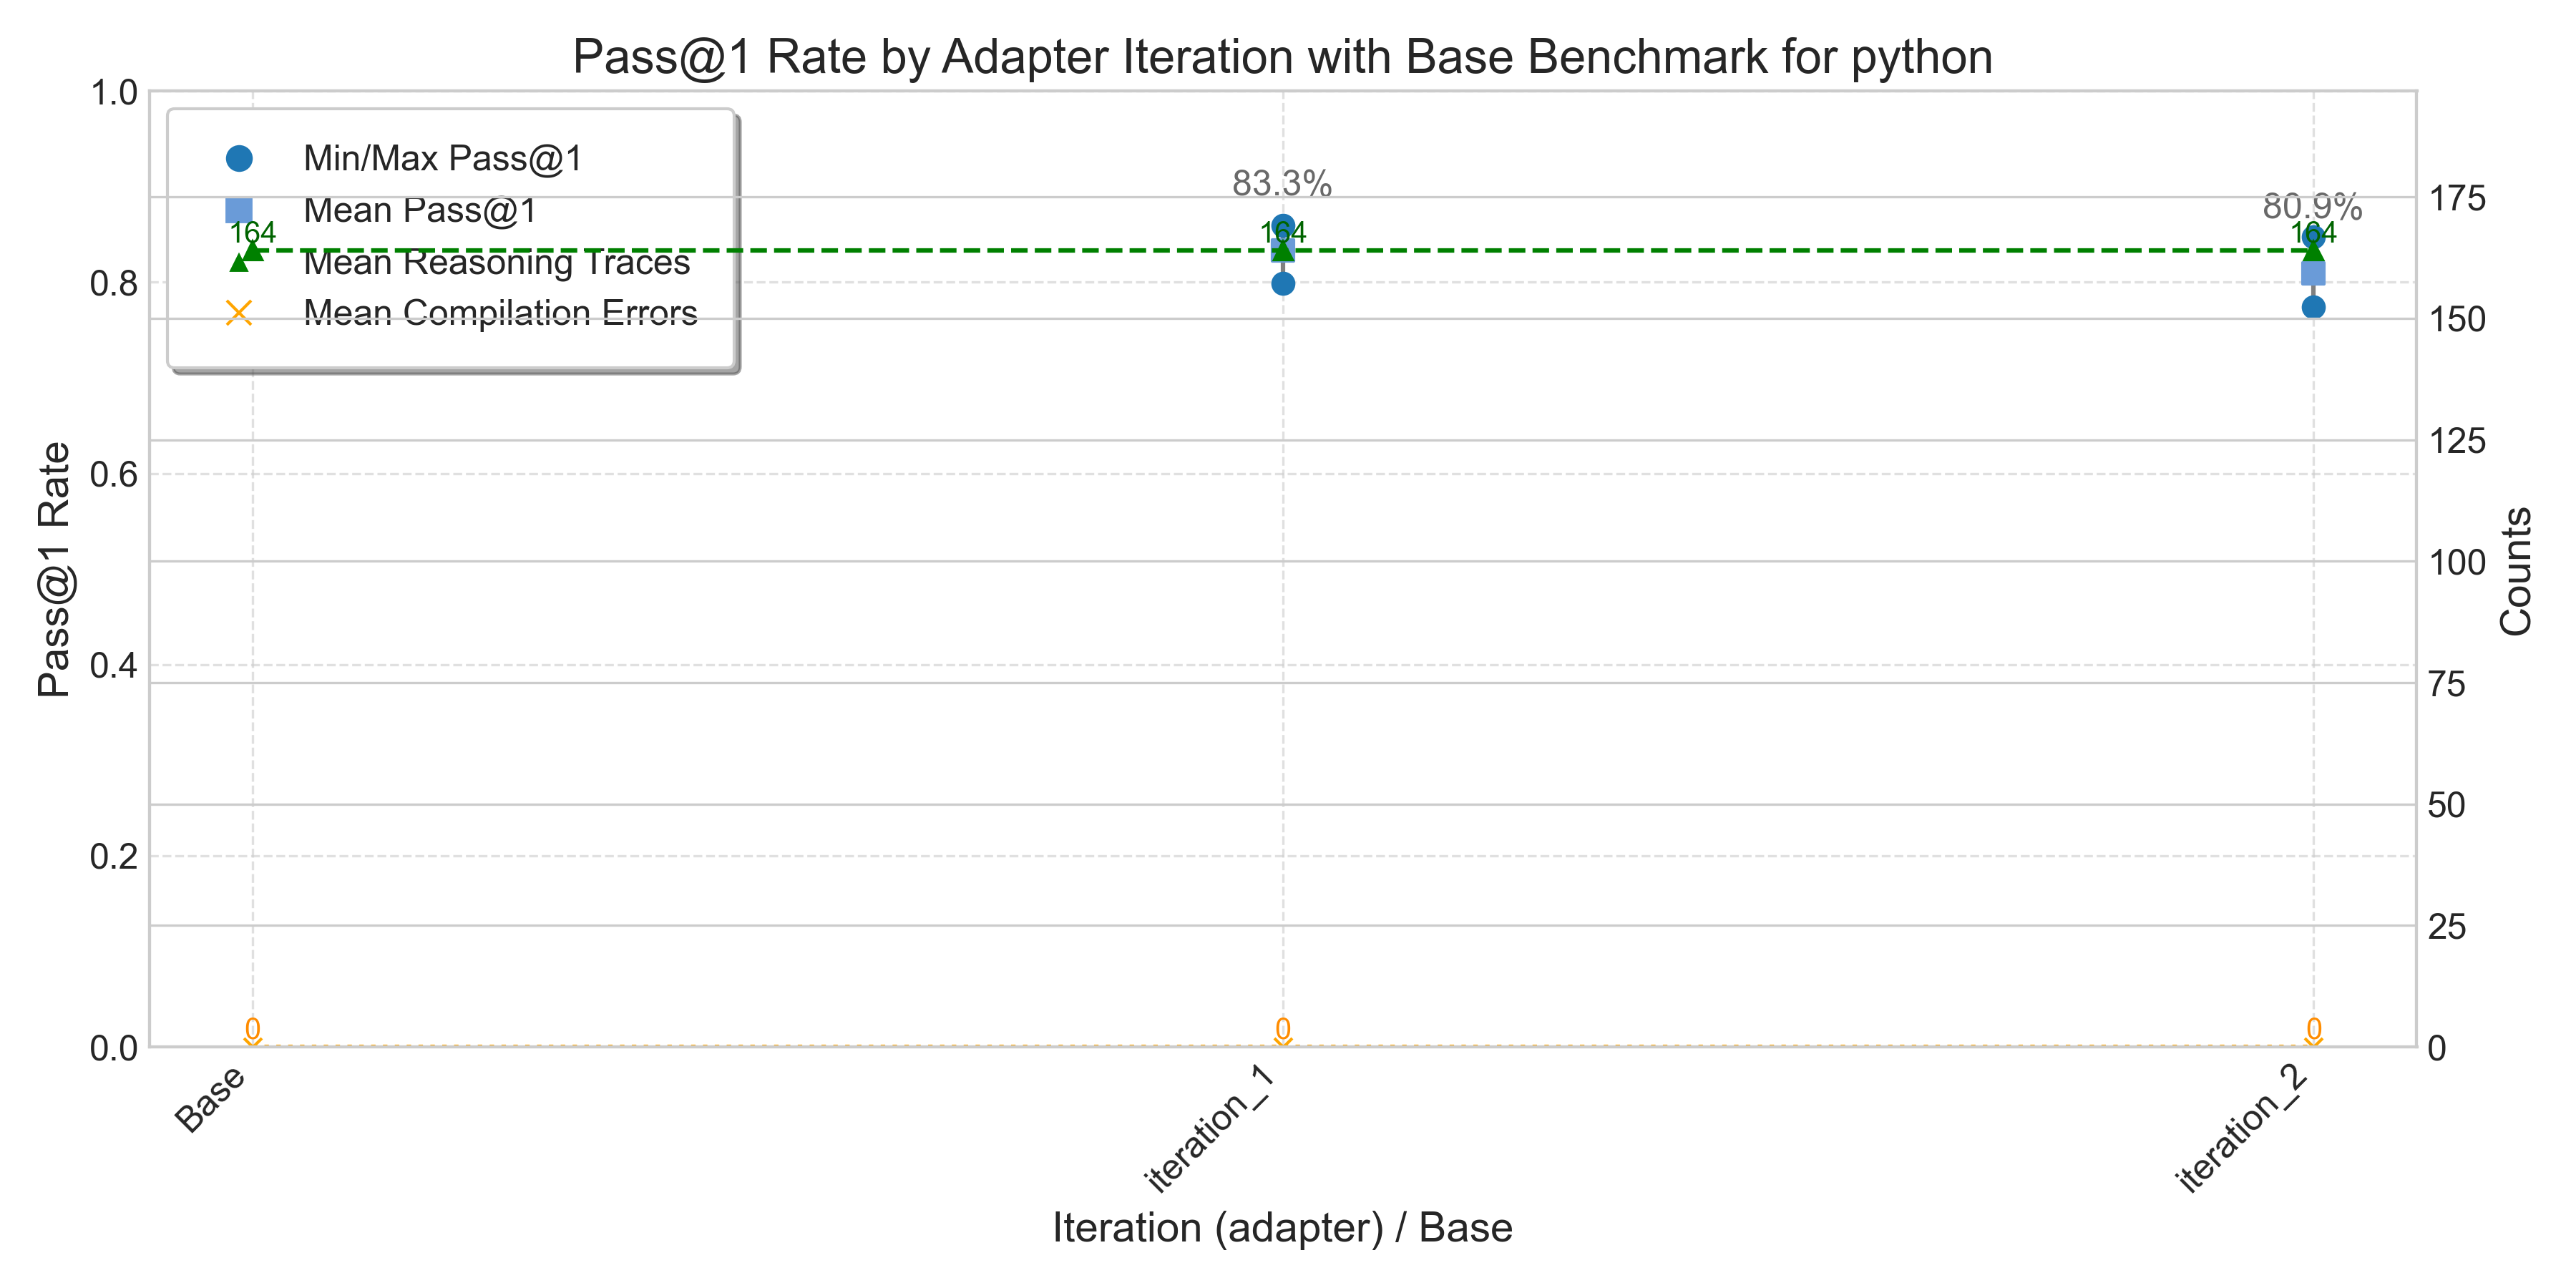 Pass@1 Rate by Adapter Iteration with Base Benchmark for python
1.0
0.8
0.6
0.4
0.2
0.0
Pass@1 Rate
Min/Max Pass@1
Mean Pass@1
Mean Reasoning Traces
Mean Compilation Errors
164
83.3%
164
80.9%
164
0
0
0
175
150
125
100
75
50
25
0
Counts
Base
iteration_1
iteration_2
Iteration (adapter) / Base